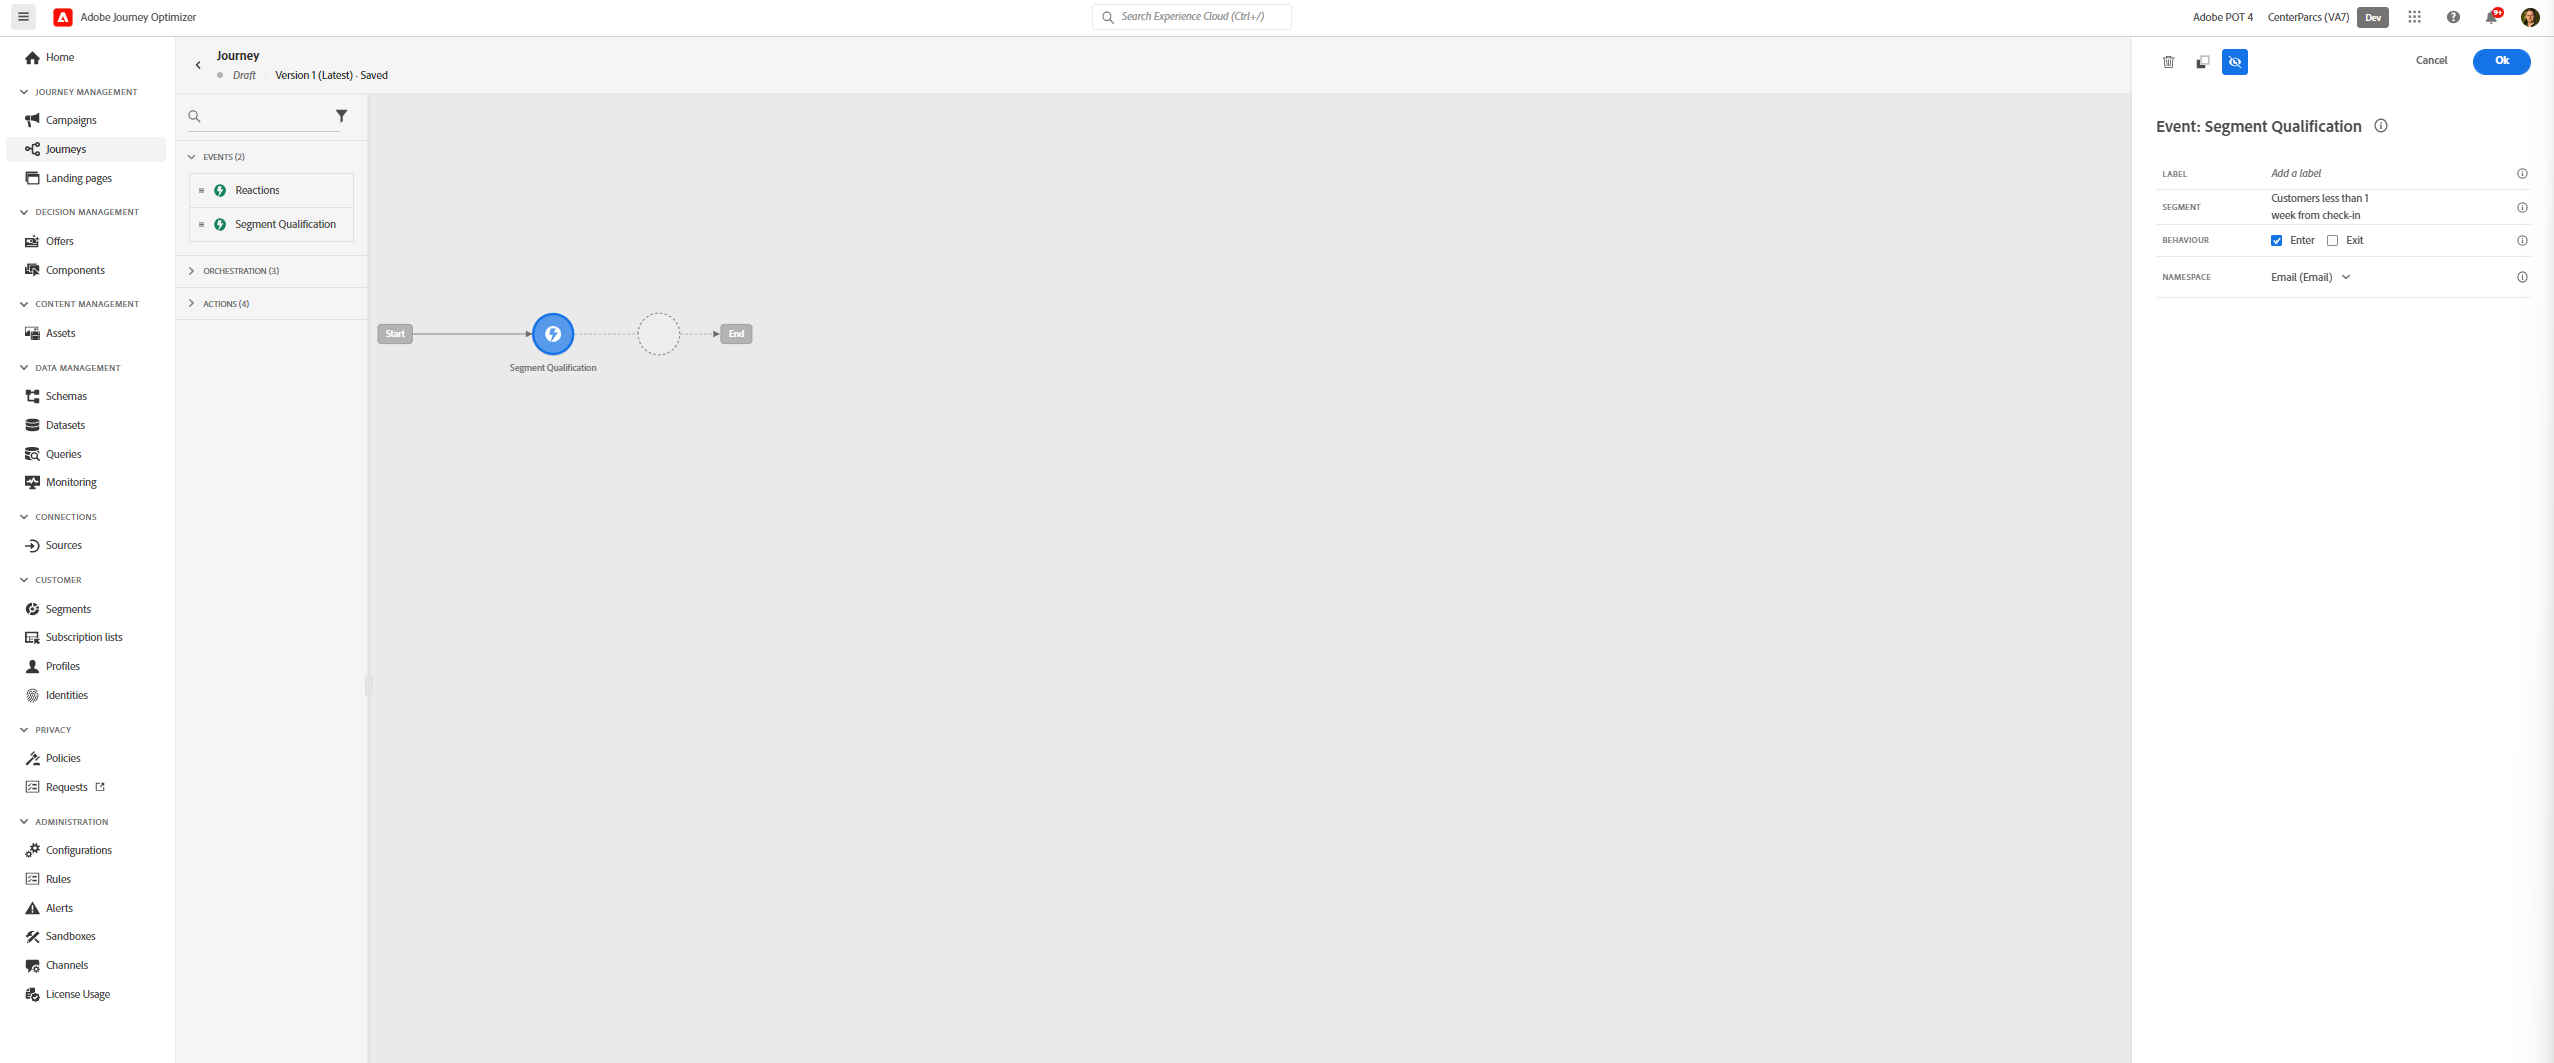 Adobe Journey Optimizer
Search Experience Cloud (Ctrl+/)
Adobe POT 4
CenterParcs (VA7)
Dev
9+
Home
JOURNEY MANAGEMENT
Campaigns
Journeys
Landing pages
DECISION MANAGEMENT
Offers
Components
CONTENT MANAGEMENT
Assets
DATA MANAGEMENT
Schemas
Datasets
Queries
Monitoring
CONNECTIONS
Sources
CUSTOMER
Segments
Subscription lists
Profiles
Identities
PRIVACY
Policies
Requests
ADMINISTRATION
Configurations
Rules
Alerts
Sandboxes
Channels
License Usage
Journey
Draft
Version 1 (Latest) - Saved
EVENTS (2)
Reactions
Segment Qualification
ORCHESTRATION (3)
ACTIONS (4)
Start
End
Segment Qualification
Cancel
Ok
Event: Segment Qualification
LABEL
Add a label
SEGMENT
Customers less than 1
week from check-in
BEHAVIOUR
Enter
Exit
NAMESPACE
Email (Email)